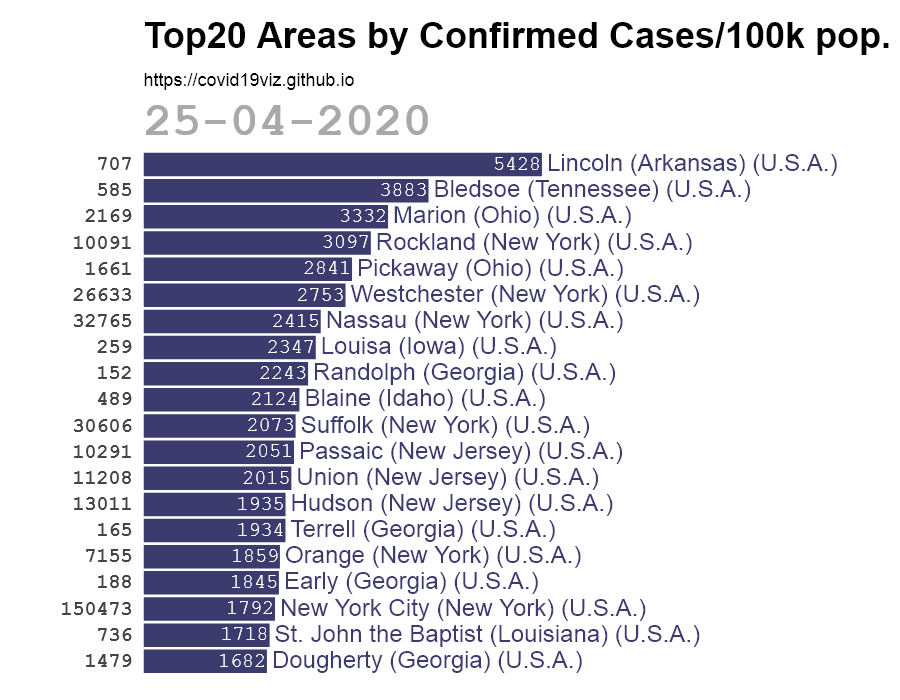 Top20 Areas by Confirmed Cases/100k pop.
https://covid19viz.github.io
25-04-2020
707 5428 Lincoln (Arkansas) (U.S.A.)
585 3883 Bledsoe (Tennessee) (U.S.A.)
2169 3332 Marion (Ohio) (U.S.A.)
10091 3097 Rockland (New York) (U.S.A.)
1661 2841 Pickaway (Ohio) (U.S.A.)
26633 2753 Westchester (New York) (U.S.A.)
32765 2415 Nassau (New York) (U.S.A.)
259 2347 Louisa (Iowa) (U.S.A.)
152 2243 Randolph (Georgia) (U.S.A.)
489 2124 Blaine (Idaho) (U.S.A.)
30606 2073 Suffolk (New York) (U.S.A.)
10291 2051 Passaic (New Jersey) (U.S.A.)
11208 2015 Union (New Jersey) (U.S.A.)
13011 1935 Hudson (New Jersey) (U.S.A.)
165 1934 Terrell (Georgia) (U.S.A.)
7155 1859 Orange (New York) (U.S.A.)
188 1845 Early (Georgia) (U.S.A.)
150473 1792 New York City (New York) (U.S.A.)
736 1718 St. John the Baptist (Louisiana) (U.S.A.)
1479 1682 Dougherty (Georgia) (U.S.A.)